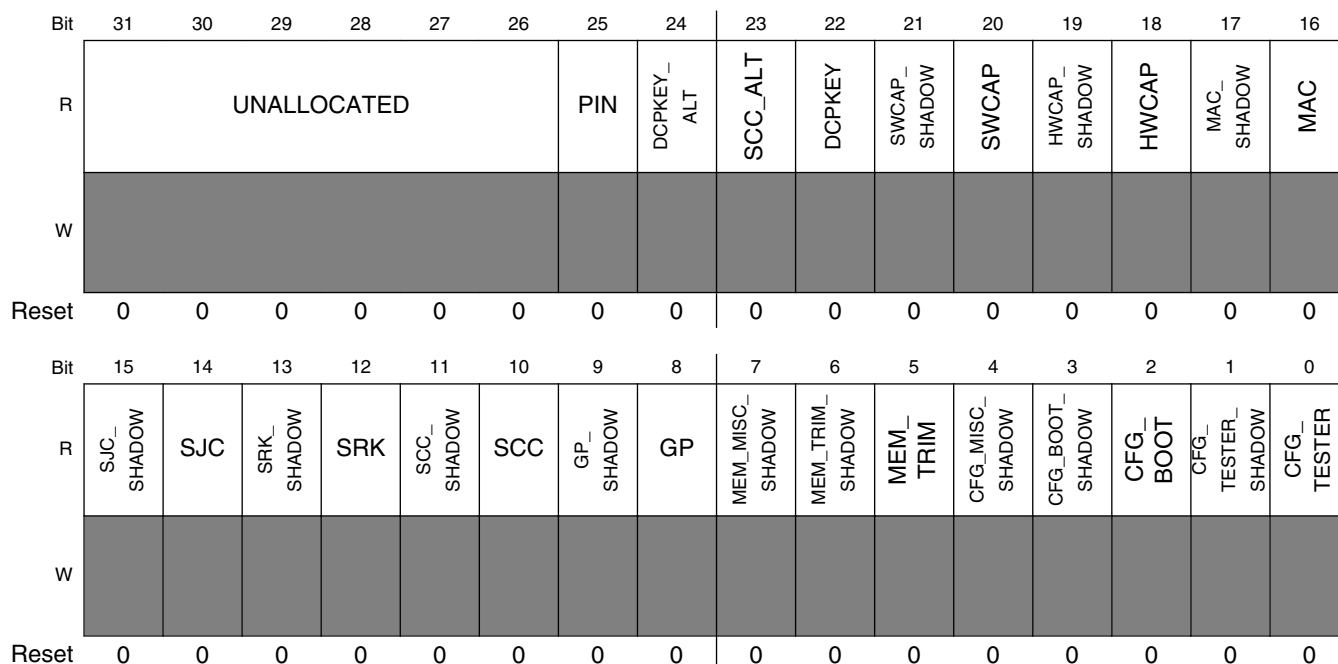 Bit 31 30 29 28 27 26 25 24 23 22 21 20 19 18 17 16
R UNALLOCATED PIN DCPKEY_ ALT SCC_ALT DCPKEY SWCAP_ SHADOW SWCAP HWCAP_ SHADOW HWCAP MAC_ SHADOW MAC
W
Reset 0 0 0 0 0 0 0 0 0 0 0 0 0 0 0 0
Bit 15 14 13 12 11 10 9 8 7 6 5 4 3 2 1 0
R SJC_ SHADOW SJC SRK_ SHADOW SRK SCC_ SHADOW SCC GP_ SHADOW GP MEM_MISC_ SHADOW MEM_TRIM_ SHADOW MEM_ TRIM CFG_MISC_ SHADOW CFG_BOOT_ SHADOW CFG_ BOOT CFG_ TESTER_ SHADOW CFG_ TESTER
W
Reset 0 0 0 0 0 0 0 0 0 0 0 0 0 0 0 0